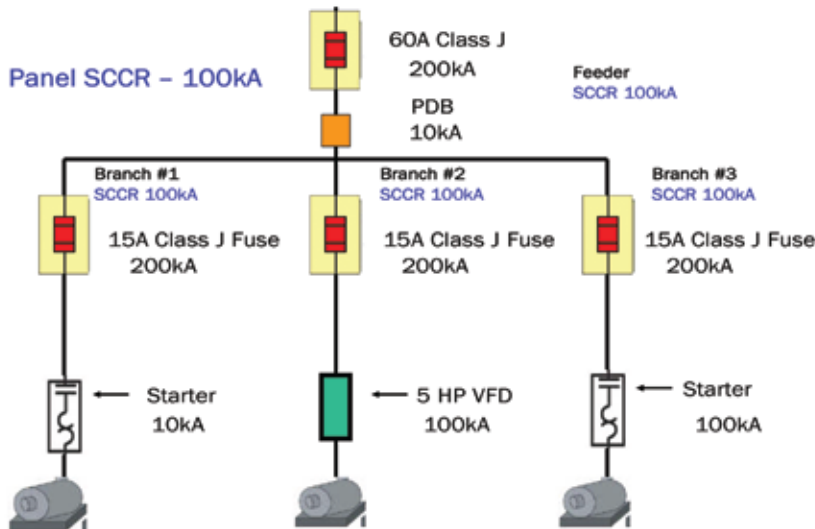 60A Class J
200kA
Panel SCCR – 100kA
Feeder
SCCR 100kA
PDB
10kA
Branch #1
SCCR 100kA
Branch #2
SCCR 100kA
Branch #3
SCCR 100kA
15A Class J Fuse
200kA
15A Class J Fuse
200kA
15A Class J Fuse
200kA
Starter
10kA
5 HP VFD
100kA
Starter
100kA